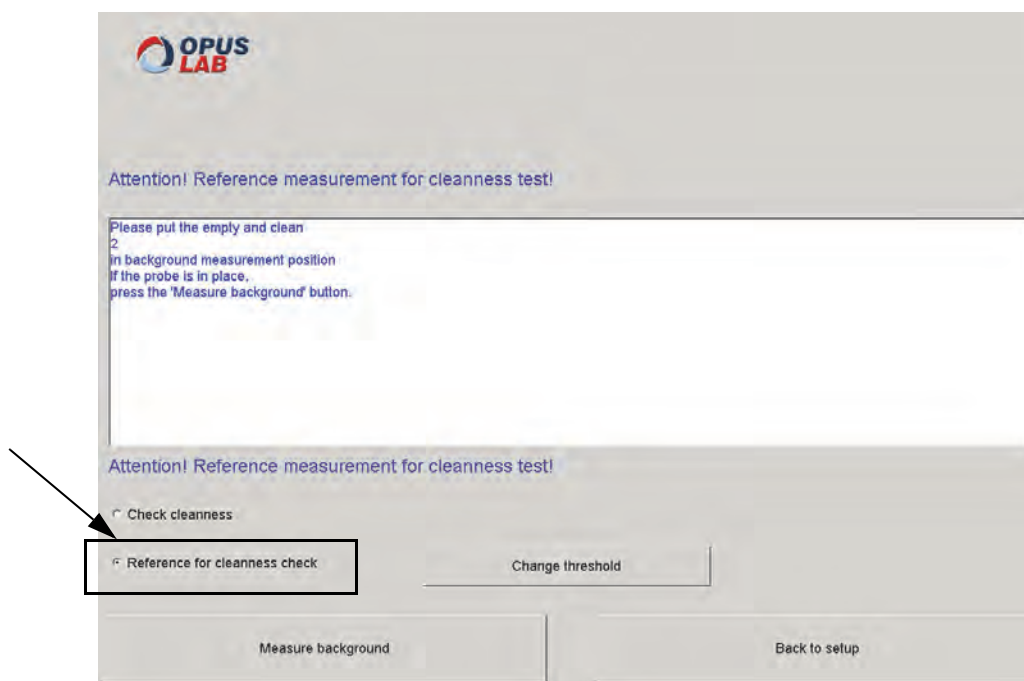 OPUS
LAB
Attention! Reference measurement for cleanness test!
Please put the empty and clean
2
in background measurement position
If the probe is in place,
press the 'Measure background' button.
Attention! Reference measurement for cleanness test!
Check cleanness
Reference for cleanness check
Change threshold
Measure background
Back to setup